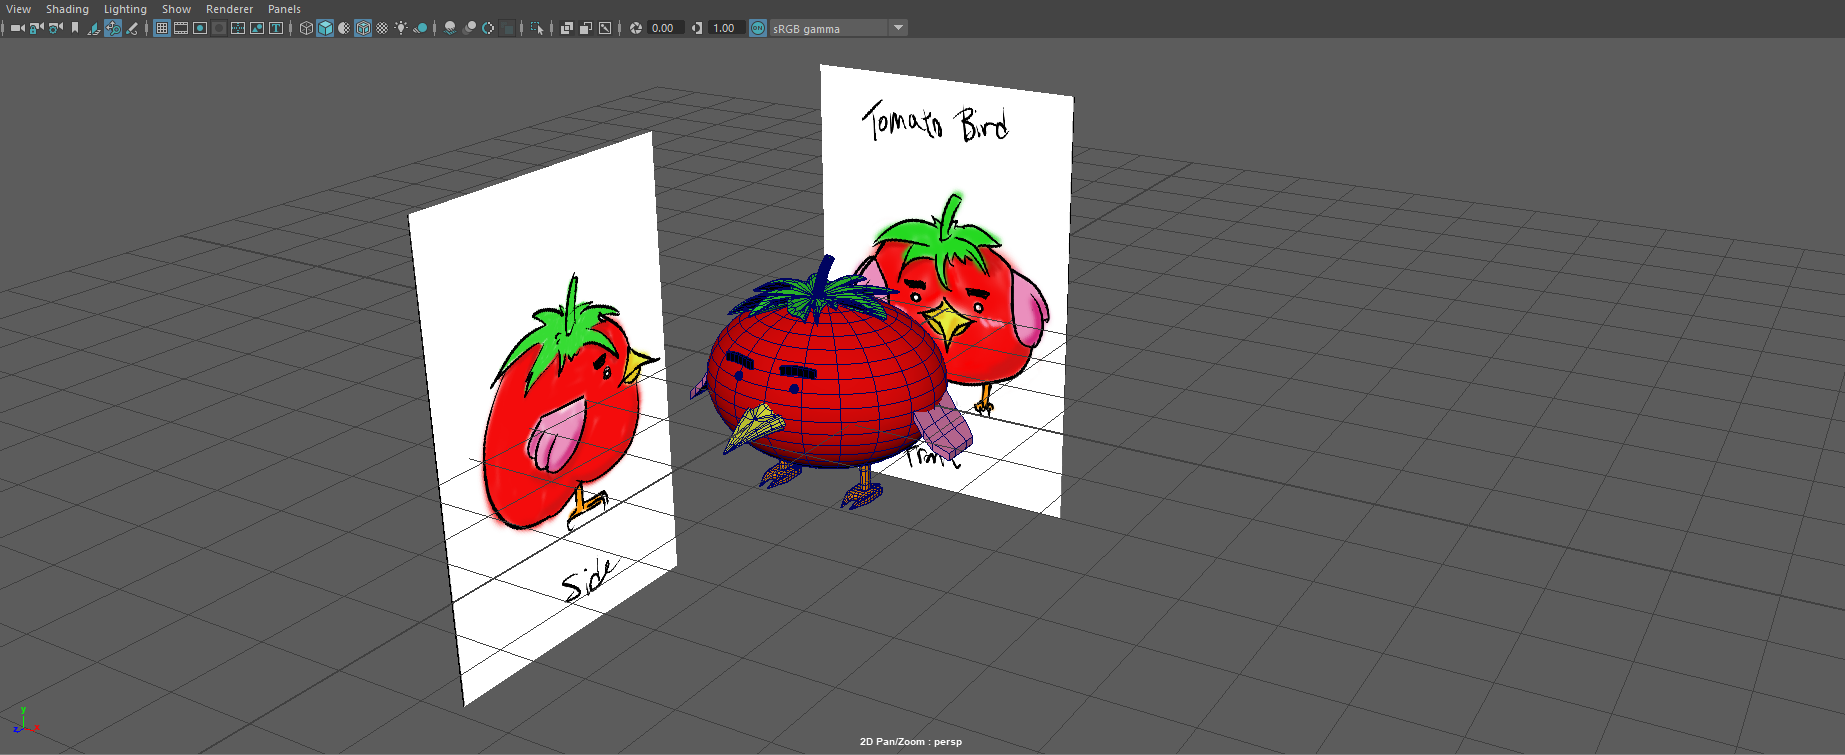 View Shading Lighting Show Renderer Panels
0.00 1.00 ON sRGB gamma
Tomato Bird
Side
2D Pan/Zoom : persp
y
z x